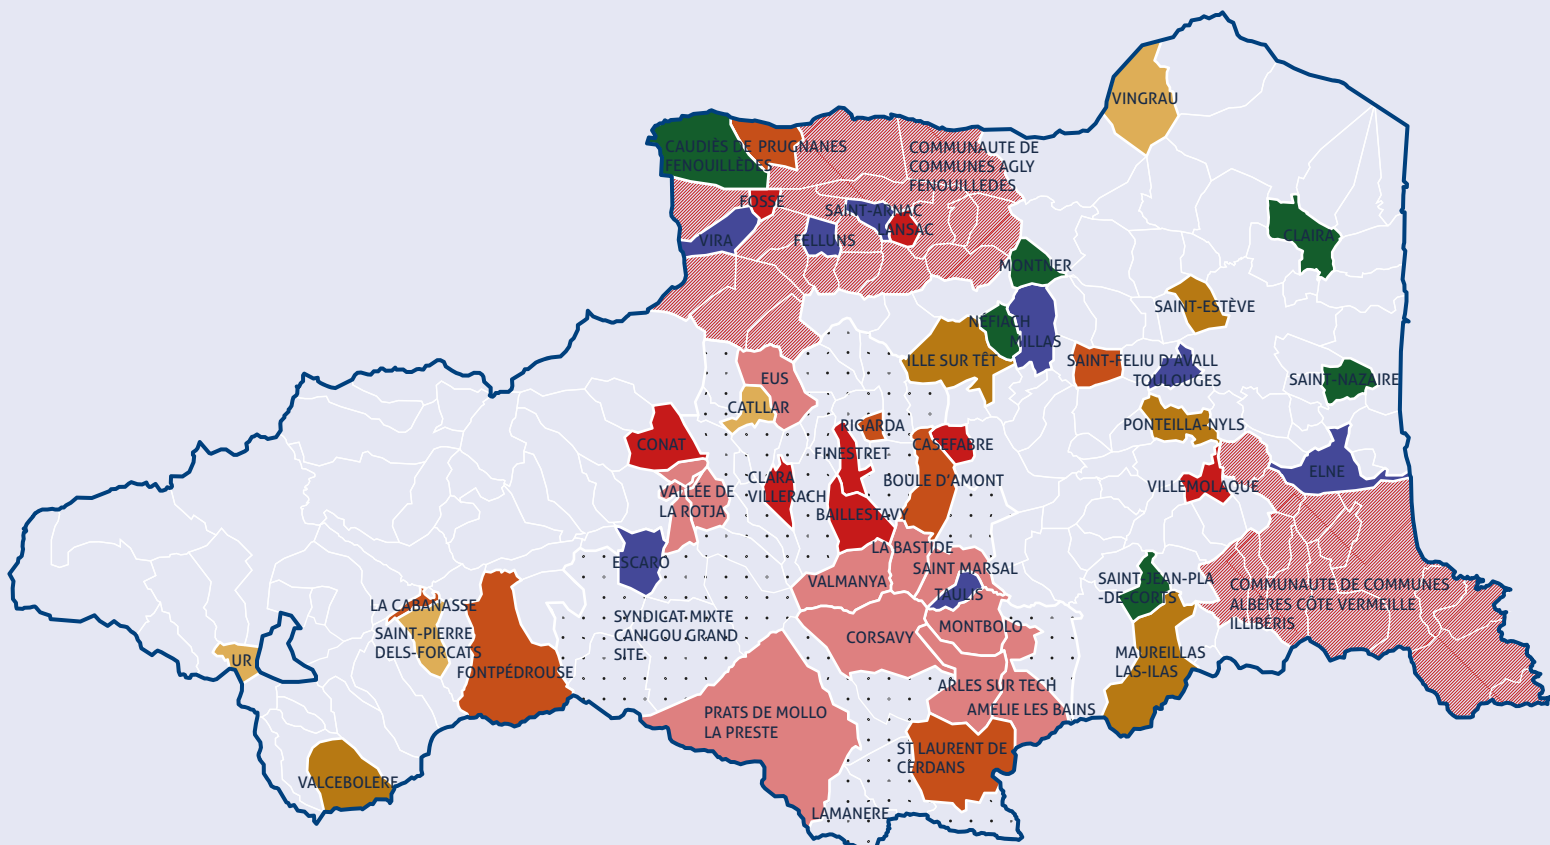 VINGRAU
CAUDIÈS DE
FENOUILLÈDES
PRUGNANES
COMMUNAUTE DE
COMMUNES AGLY
FENOUILLEDES
FOSSE
SAINT-ARNAC
LANSAC
VIRA
FELLUNS
CLAIRA
MONTNER
SAINT-ESTÈVE
NÉFIACH
MILLAS
ILLE SUR TÊT
SAINT-FELIU D'AVALL
TOULOUGES
SAINT-NAZAIRE
EUS
CATLLAR
RIGARDA
PONTEILLA-NYLS
CONAT
FINESTRET
CASEFABRE
ELNE
CLARA
VILLERACH
BOULE D'AMONT
VILLEMOLAQUE
VALLÉE DE
LA ROTJA
BAILLESTAVY
LA BASTIDE
ESCARO
VALMANYA
SAINT MARSAL
TAULIS
SAINT-JEAN-PLA
-DE-CORTS
COMMUNAUTE DE COMMUNES
ALBÈRES CÔTE VERMEILLE
ILLIBÉRIS
LA CABANASSE
SYNDICAT MIXTE
CANIGOU GRAND
SITE
SAINT-PIERRE
DELS-FORCATS
CORSAVY
MONTBOLO
UR
FONTPÉDROUSE
MAUREILLAS
LAS-ILAS
ARLES SUR TECH
AMELIE LES BAINS
PRATS DE MOLLO
LA PRESTE
ST LAURENT DE
CERDANS
VALCEBOLERE
LAMANERE